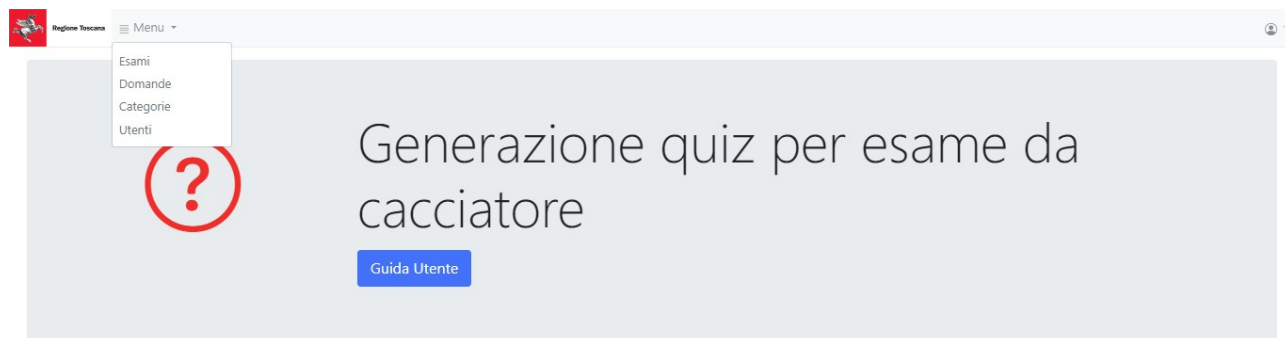 Regione Toscana
Menu
Esami
Domande
Categorie
Utenti
?
Generazione quiz per esame da
cacciatore
Guida Utente